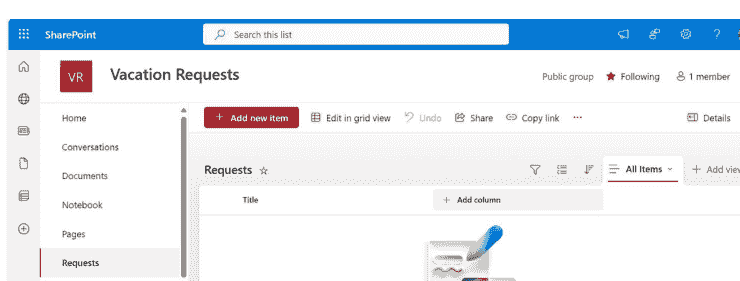 SharePoint
Search this list
?
VR
Vacation Requests
Public group
Following
1 member
Home
Conversations
Documents
Notebook
Pages
Requests
+ Add new item
Edit in grid view
Undo
Share
Copy link
...
Details
Requests
All Items
+ Add view
Title
+ Add column